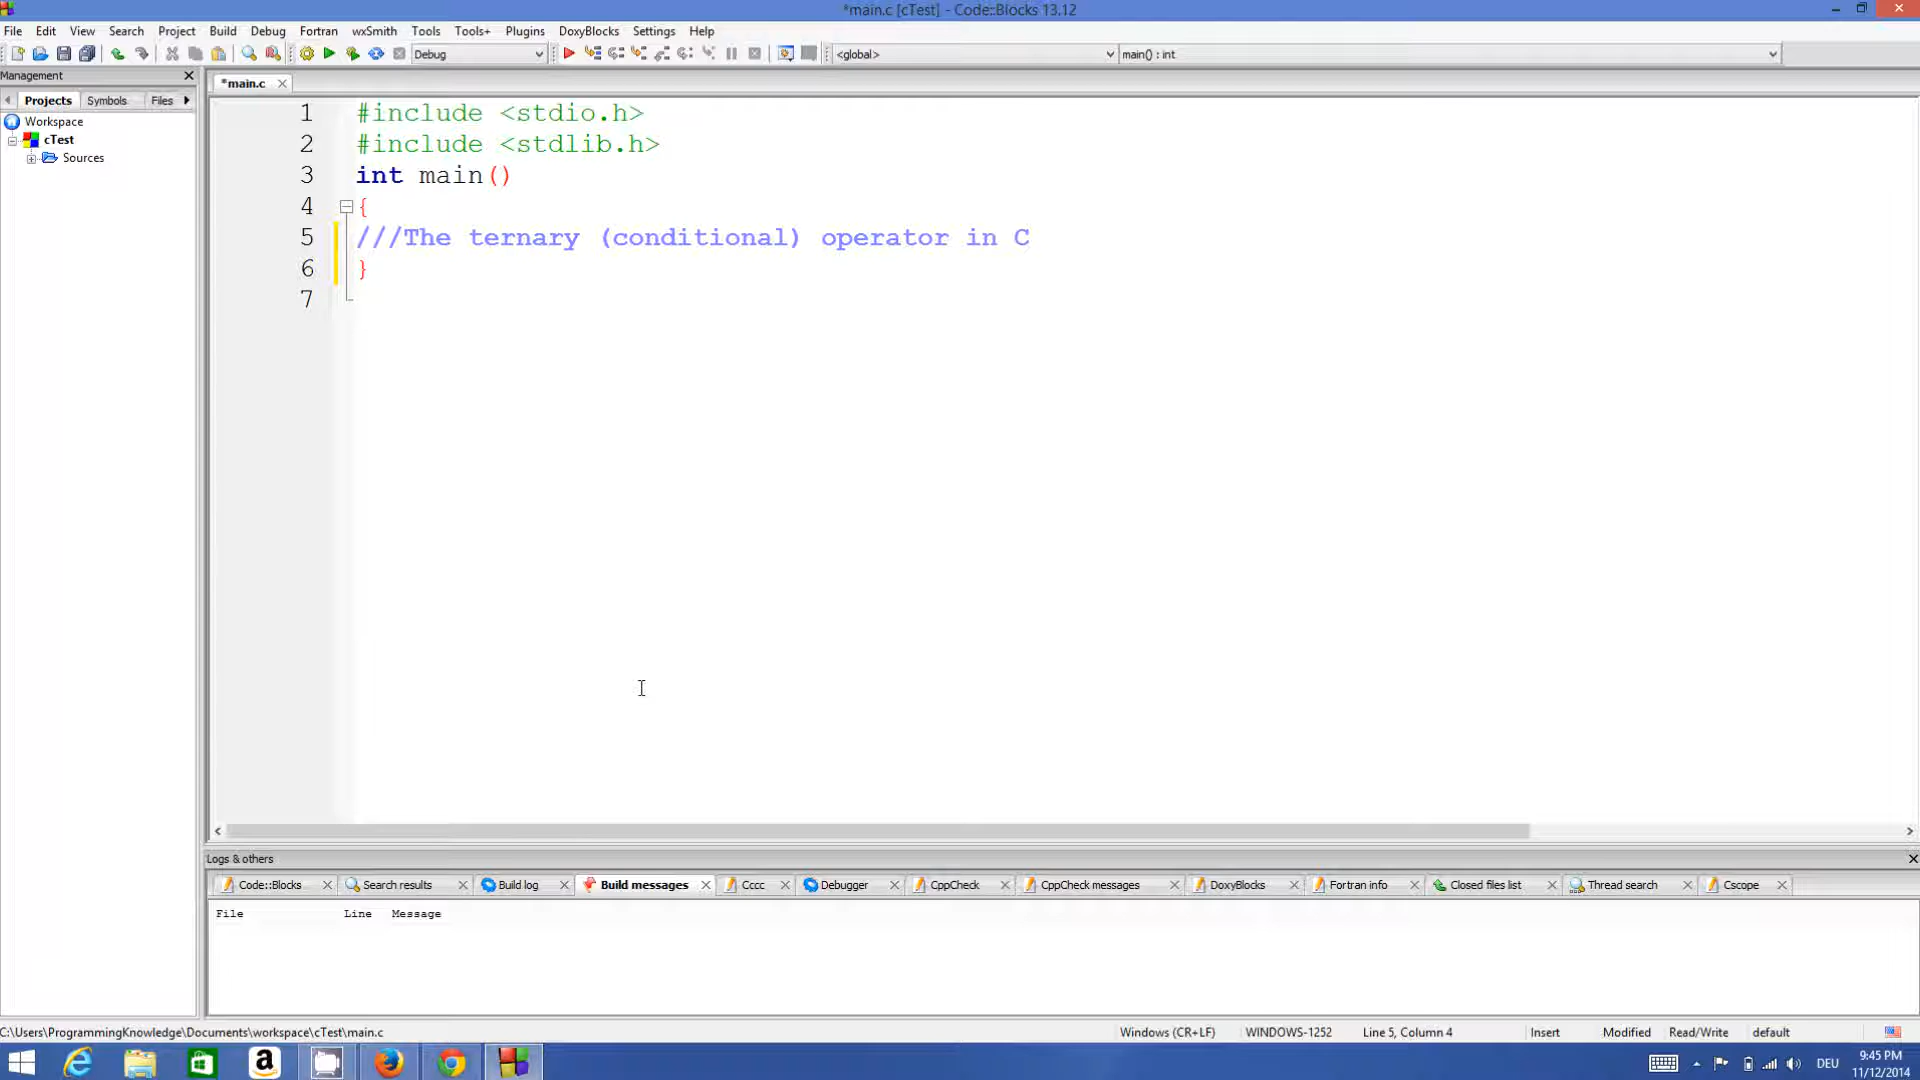 *main.c [cTest] - Code::Blocks 13.12
File Edit View Search Project Build Debug Fortran wxSmith Tools Tools+ Plugins DoxyBlocks Settings Help
Debug <global> main() : int
Management
*main.c
Projects Symbols Files
Workspace
cTest
Sources
1 #include <stdio.h>
2 #include <stdlib.h>
3 int main()
4 {
5 ///The ternary (conditional) operator in C
6 }
7
Logs & others
Code::Blocks Search results Build log Build messages Cccc Debugger CppCheck CppCheck messages DoxyBlocks Fortran info Closed files list Thread search Cscope
File Line Message
C:\Users\ProgrammingKnowledge\Documents\workspace\cTest\main.c Windows (CR+LF) WINDOWS-1252 Line 5, Column 4 Insert Modified Read/Write default
DEU 9:45 PM
11/12/2014